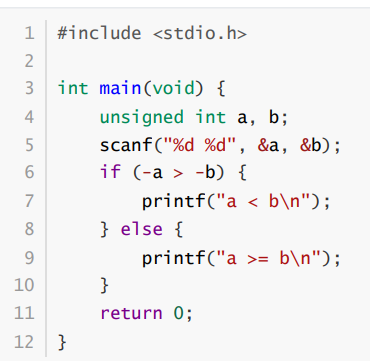 1 #include <stdio.h>
2
3 int main(void) {
4     unsigned int a, b;
5     scanf("%d %d", &a, &b);
6     if (-a > -b) {
7         printf("a < b\n");
8     } else {
9         printf("a >= b\n");
10     }
11     return 0;
12 }